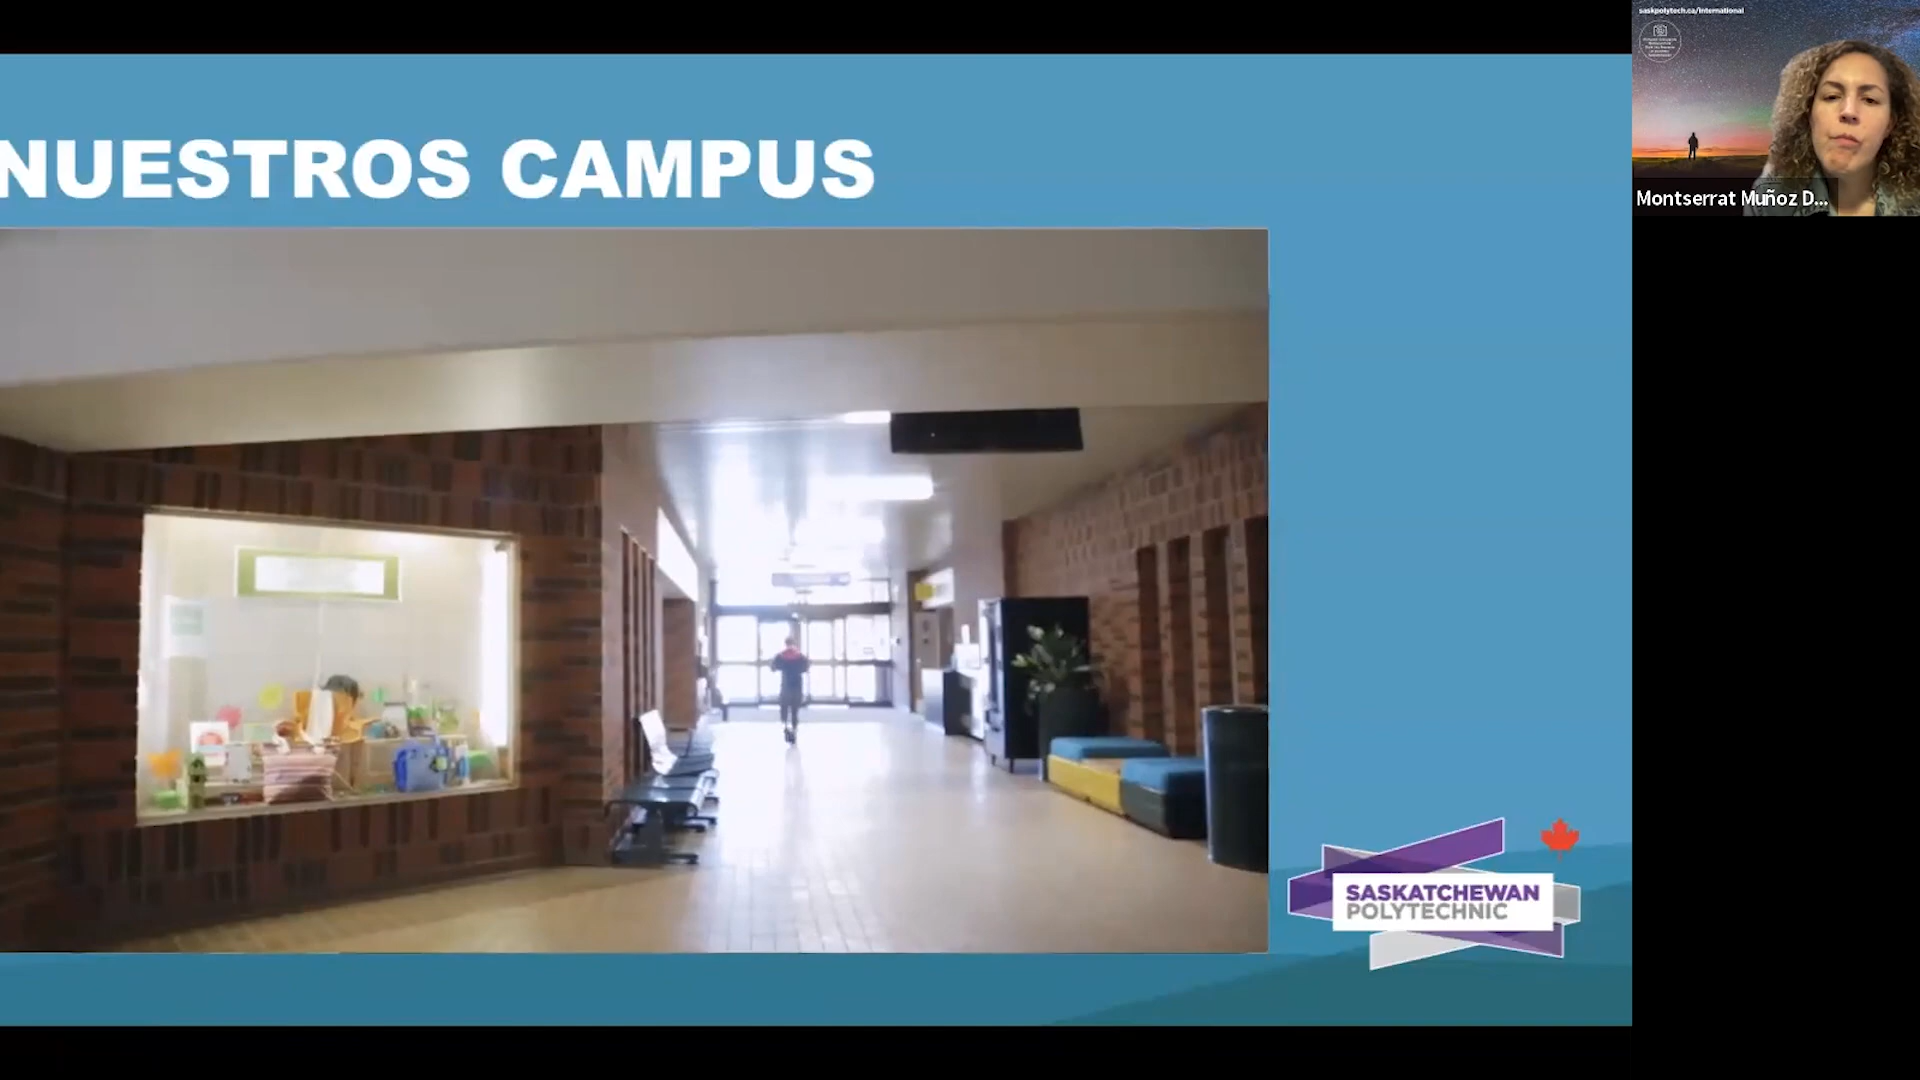 saskpolytech.ca/international
NUESTROS CAMPUS
Montserrat Muñoz D...
SASKATCHEWAN
POLYTECHNIC